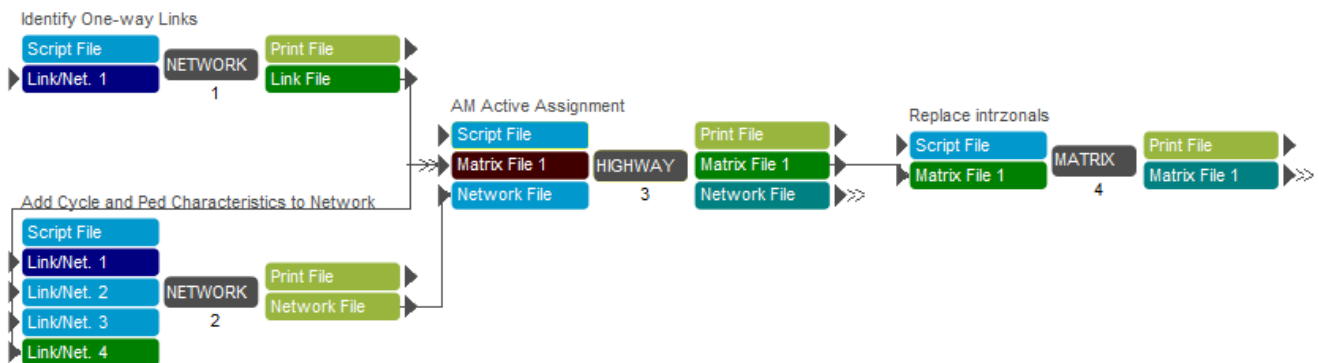 Identify One-way Links
Script File
Link/Net. 1
NETWORK
1
Print File
Link File
Add Cycle and Ped Characteristics to Network
Script File
Link/Net. 1
Link/Net. 2
Link/Net. 3
Link/Net. 4
NETWORK
2
Print File
Network File
AM Active Assignment
Script File
Matrix File 1
Network File
HIGHWAY
3
Print File
Matrix File 1
Network File
Replace intrzonals
Script File
Matrix File 1
MATRIX
4
Print File
Matrix File 1